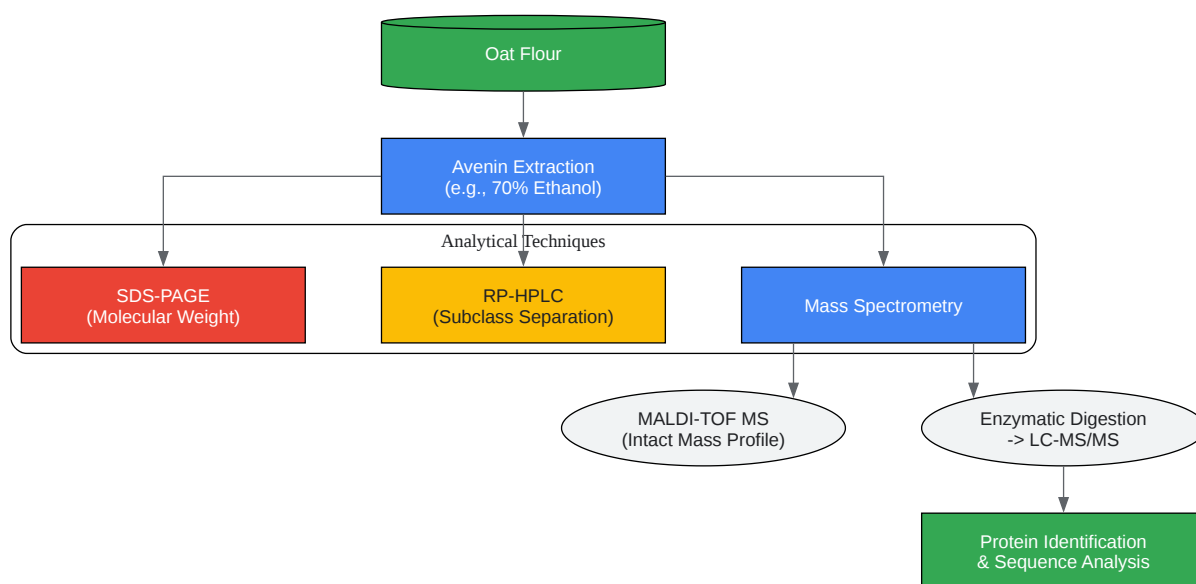 Oat Flour
Avenin Extraction
(e.g., 70% Ethanol)
Analytical Techniques
SDS-PAGE
(Molecular Weight)
RP-HPLC
(Subclass Separation)
Mass Spectrometry
MALDI-TOF MS
(Intact Mass Profile)
Enzymatic Digestion
-> LC-MS/MS
Protein Identification
& Sequence Analysis